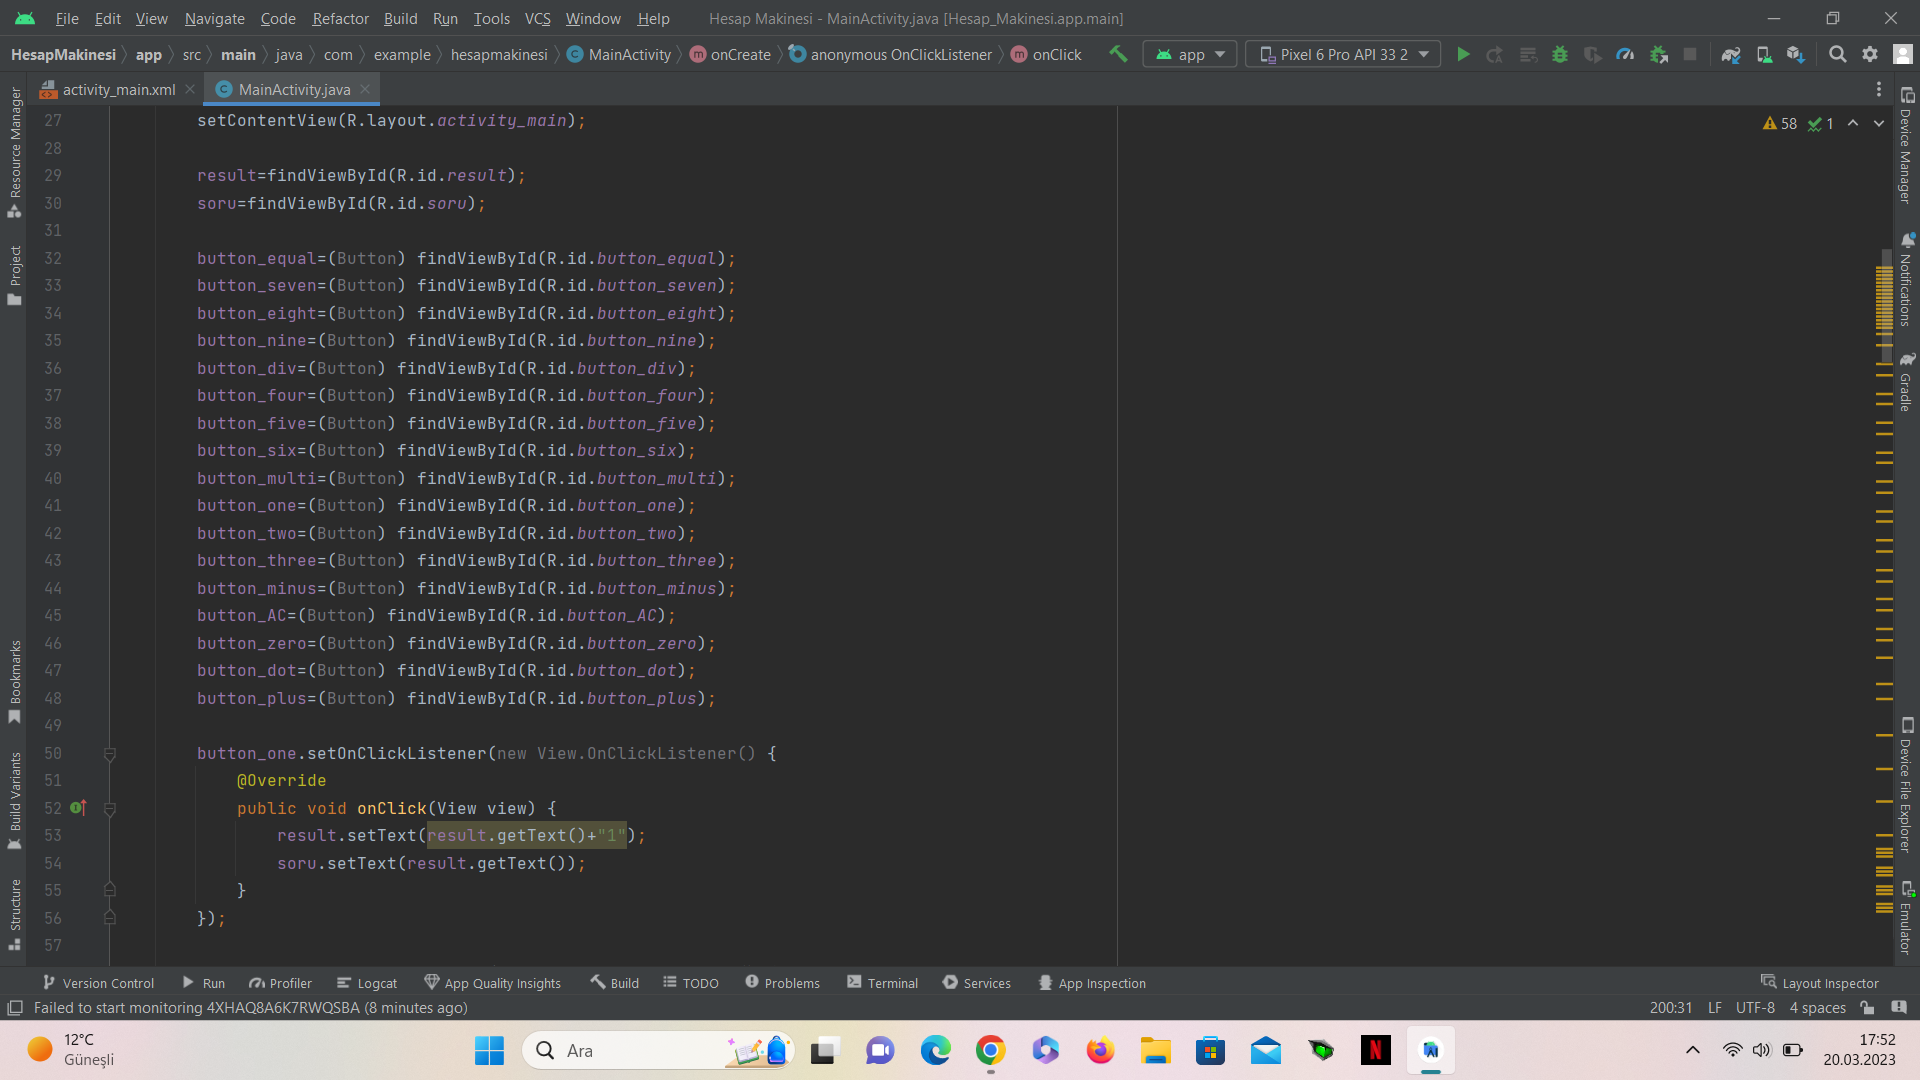 File Edit View Navigate Code Refactor Build Run Tools VCS Window Help Hesap Makinesi - MainActivity.java [Hesap_Makinesi.app.main]
HesapMakinesi app src main java com example hesapmakinesi MainActivity onCreate anonymous OnClickListener onClick app Pixel 6 Pro API 33 2
activity_main.xml MainActivity.java
58 1
27 setContentView(R.layout.activity_main);
28
29 result=findViewById(R.id.result);
30 soru=findViewById(R.id.soru);
31
32 button_equal=(Button) findViewById(R.id.button_equal);
33 button_seven=(Button) findViewById(R.id.button_seven);
34 button_eight=(Button) findViewById(R.id.button_eight);
35 button_nine=(Button) findViewById(R.id.button_nine);
36 button_div=(Button) findViewById(R.id.button_div);
37 button_four=(Button) findViewById(R.id.button_four);
38 button_five=(Button) findViewById(R.id.button_five);
39 button_six=(Button) findViewById(R.id.button_six);
40 button_multi=(Button) findViewById(R.id.button_multi);
41 button_one=(Button) findViewById(R.id.button_one);
42 button_two=(Button) findViewById(R.id.button_two);
43 button_three=(Button) findViewById(R.id.button_three);
44 button_minus=(Button) findViewById(R.id.button_minus);
45 button_AC=(Button) findViewById(R.id.button_AC);
46 button_zero=(Button) findViewById(R.id.button_zero);
47 button_dot=(Button) findViewById(R.id.button_dot);
48 button_plus=(Button) findViewById(R.id.button_plus);
49
50 button_one.setOnClickListener(new View.OnClickListener() {
51 @Override
52 public void onClick(View view) {
53 result.setText(result.getText()+"1");
54 soru.setText(result.getText());
55 }
56 });
57
Resource Manager
Project
Bookmarks
Build Variants
Structure
Device Manager
Notifications
Gradle
Device File Explorer
Emulator
Version Control Run Profiler Logcat App Quality Insights Build TODO Problems Terminal Services App Inspection Layout Inspector
Failed to start monitoring 4XHAQ8A6K7RWQSBA (8 minutes ago) 200:31 LF UTF-8 4 spaces
12°C
Güneşli
Ara
17:52
20.03.2023